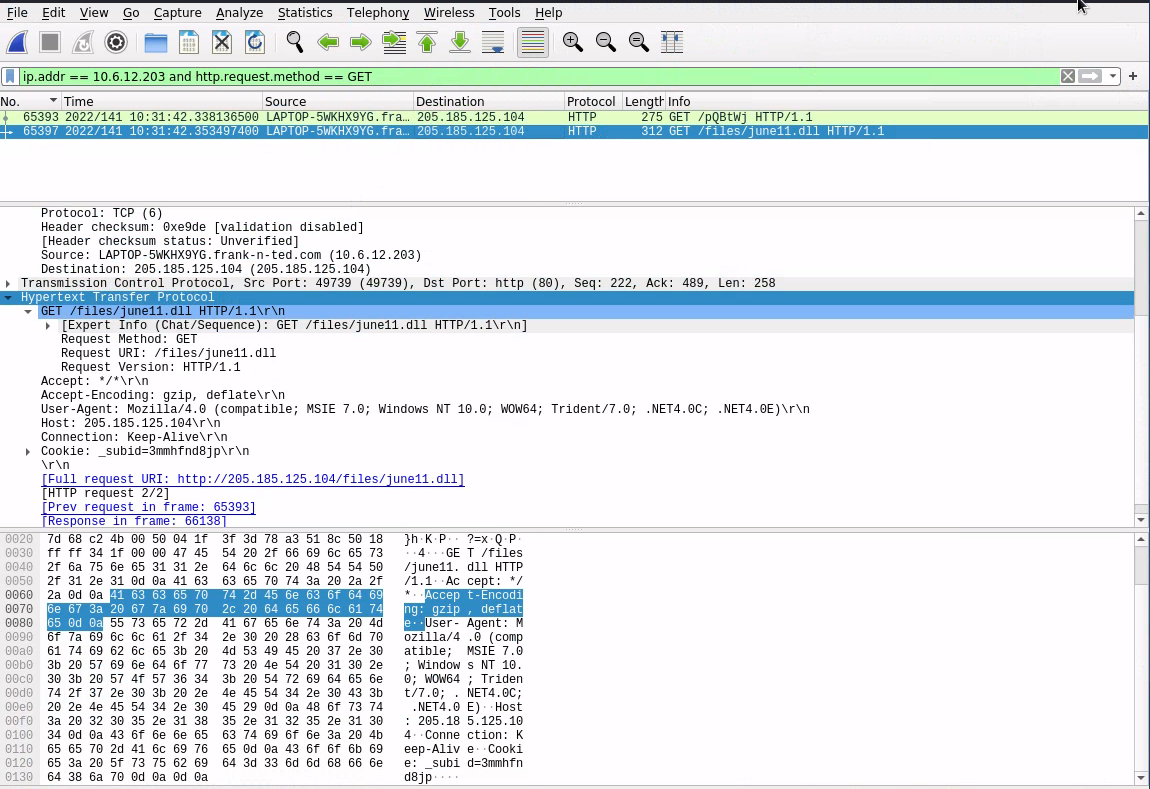 File Edit View Go Capture Analyze Statistics Telephony Wireless Tools Help
ip.addr == 10.6.12.203 and http.request.method == GET
No. Time Source Destination Protocol Length Info
65393 2022/141 10:31:42.338136500 LAPTOP-5WKHX9YG.fra… 205.185.125.104 HTTP 275 GET /pQBtWj HTTP/1.1
65397 2022/141 10:31:42.353497400 LAPTOP-5WKHX9YG.fra… 205.185.125.104 HTTP 312 GET /files/june11.dll HTTP/1.1
Protocol: TCP (6)
Header checksum: 0xe9de [validation disabled]
[Header checksum status: Unverified]
Source: LAPTOP-5WKHX9YG.frank-n-ted.com (10.6.12.203)
Destination: 205.185.125.104 (205.185.125.104)
Transmission Control Protocol, Src Port: 49739 (49739), Dst Port: http (80), Seq: 222, Ack: 489, Len: 258
Hypertext Transfer Protocol
GET /files/june11.dll HTTP/1.1\r\n
[Expert Info (Chat/Sequence): GET /files/june11.dll HTTP/1.1\r\n]
Request Method: GET
Request URI: /files/june11.dll
Request Version: HTTP/1.1
Accept: */*\r\n
Accept-Encoding: gzip, deflate\r\n
User-Agent: Mozilla/4.0 (compatible; MSIE 7.0; Windows NT 10.0; WOW64; Trident/7.0; .NET4.0C; .NET4.0E)\r\n
Host: 205.185.125.104\r\n
Connection: Keep-Alive\r\n
Cookie: _subid=3mmhfnd8jp\r\n
\r\n
[Full request URI: http://205.185.125.104/files/june11.dll]
[HTTP request 2/2]
[Prev request in frame: 65393]
[Response in frame: 66138]
0020 7d 68 c2 4b 00 50 04 1f 3f 3d 78 a3 51 8c 50 18 }h·K·P·· ?=x·Q·P·
0030 ff ff 34 1f 00 00 47 45 54 20 2f 66 69 6c 65 73 ··4···GE T /files
0040 2f 6a 75 6e 65 31 31 2e 64 6c 6c 20 48 54 54 50 /june11. dll HTTP
0050 2f 31 2e 31 0d 0a 41 63 63 65 70 74 3a 20 2a 2f /1.1··Ac cept: */
0060 2a 0d 0a 41 63 63 65 70 74 2d 45 6e 63 6f 64 69 *··Accep t-Encodi
0070 6e 67 3a 20 67 7a 69 70 2c 20 64 65 66 6c 61 74 ng: gzip , deflat
0080 65 0d 0a 55 73 65 72 2d 41 67 65 6e 74 3a 20 4d e··User- Agent: M
0090 6f 7a 69 6c 6c 61 2f 34 2e 30 20 28 63 6f 6d 70 ozilla/4 .0 (comp
00a0 61 74 69 62 6c 65 3b 20 4d 53 49 45 20 37 2e 30 atible; MSIE 7.0
00b0 3b 20 57 69 6e 64 6f 77 73 20 4e 54 20 31 30 2e ; Window s NT 10.
00c0 30 3b 20 57 4f 57 36 34 3b 20 54 72 69 64 65 6e 0; WOW64 ; Triden
00d0 74 2f 37 2e 30 3b 20 2e 4e 45 54 34 2e 30 43 3b t/7.0; . NET4.0C;
00e0 20 2e 4e 45 54 34 2e 30 45 29 0d 0a 48 6f 73 74 .NET4.0 E)··Host
00f0 3a 20 32 30 35 2e 31 38 35 2e 31 32 35 2e 31 30 : 205.18 5.125.10
0100 34 0d 0a 43 6f 6e 6e 65 63 74 69 6f 6e 3a 20 4b 4··Conne ction: K
0110 65 65 70 2d 41 6c 69 76 65 0d 0a 43 6f 6f 6b 69 eep-Aliv e··Cooki
0120 65 3a 20 5f 73 75 62 69 64 3d 33 6d 6d 68 66 6e e: _subi d=3mmhfn
0130 64 38 6a 70 0d 0a 0d 0a d8jp····